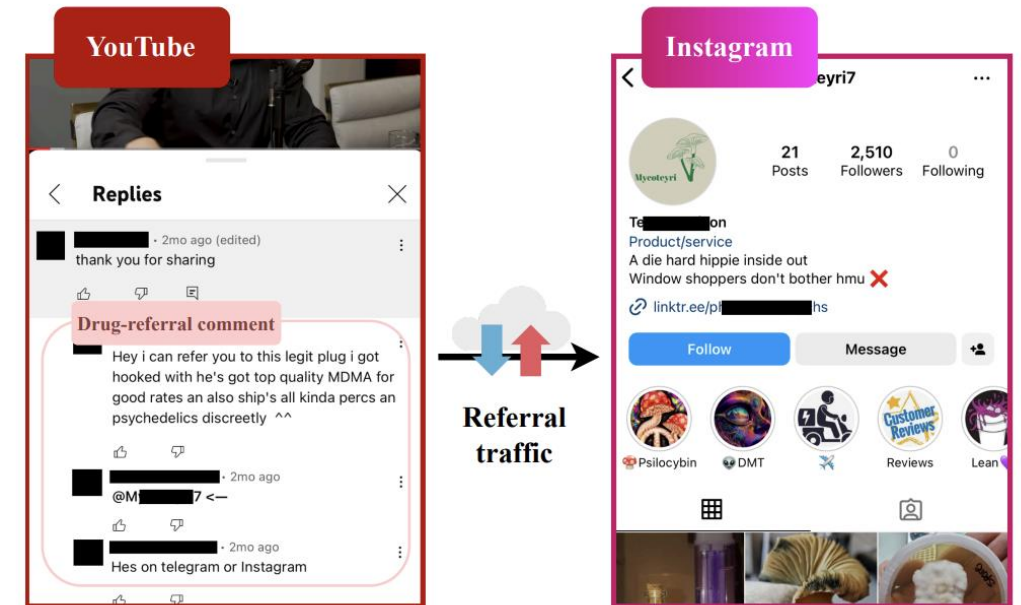 YouTube
Replies
2mo ago (edited)
thank you for sharing
Drug-referral comment
Hey i can refer you to this legit plug i got
hooked with he's got top quality MDMA for
good rates an also ship's all kinda percs an
psychedelics discreetly ^^
2mo ago
@M 7 <—
2mo ago
Hes on telegram or Instagram
Referral
traffic
Instagram
eyri7
Mycoteyri
21
Posts
2,510
Followers
0
Following
Te on
Product/service
A die hard hippie inside out
Window shoppers don't bother hmu ❌
linktr.ee/p hs
Follow
Message
Customer
Reviews
🍄Psilocybin
👽DMT
✈️
Reviews
Lean💜